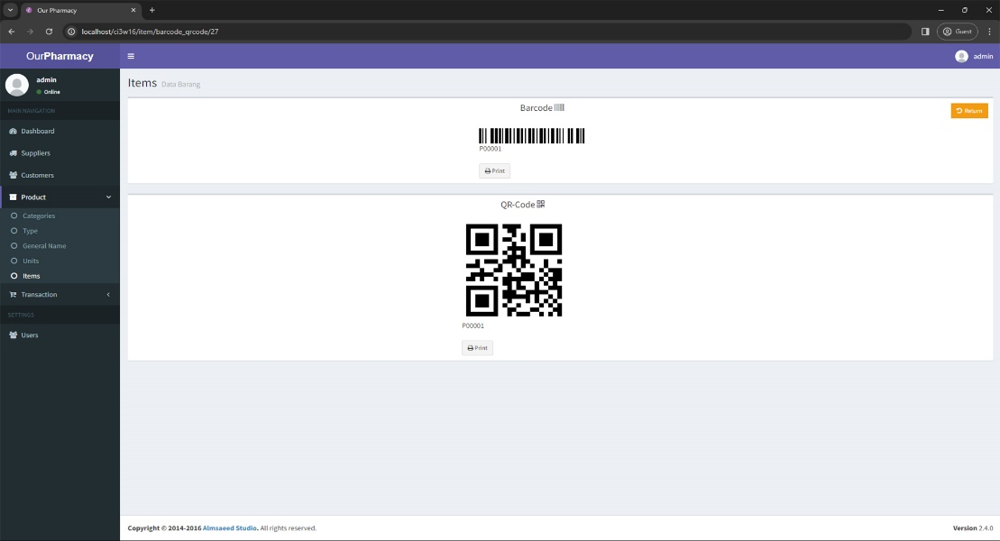 Our Pharmacy
localhost/ci3w16/item/barcode_qrcode/27
Guest
OurPharmacy
admin
admin
Online
MAIN NAVIGATION
Dashboard
Suppliers
Customers
Product
Categories
Type
General Name
Units
Items
Transaction
SETTINGS
Users
Items Data Barang
Barcode
Return
P00001
Print
QR-Code
P00001
Print
Copyright © 2014-2016 Almsaeed Studio. All rights reserved.
Version 2.4.0